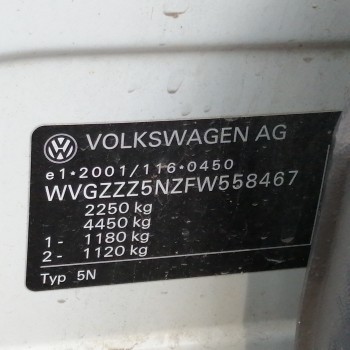 VOLKSWAGEN AG
e1•2001/116•0450
WVGZZZ5NZFW558467
2250 kg
4450 kg
1- 1180 kg
2- 1120 kg
Typ 5N